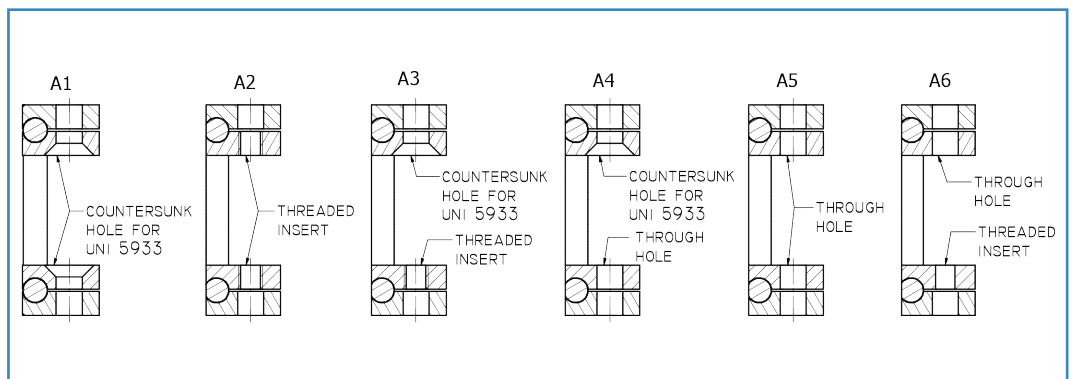 A1
A2
A3
A4
A5
A6
COUNTERSUNK
HOLE FOR
UNI 5933
THREADED
INSERT
COUNTERSUNK
HOLE FOR
UNI 5933
THREADED
INSERT
COUNTERSUNK
HOLE FOR
UNI 5933
THROUGH
HOLE
THROUGH
HOLE
THROUGH
HOLE
THREADED
INSERT